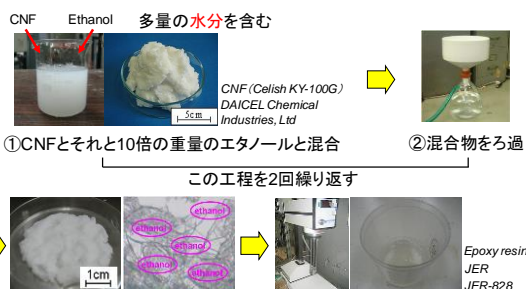 CNF Ethanol 多量の水分を含む
CNF(Celish KY-100G)
DAICEL Chemical
Industries, Ltd
5cm
①CNFとそれと10倍の重量のエタノールと混合 ②混合物をろ過
この工程を2回繰り返す
ethanol
ethanol
ethanol
ethanol
ethanol
1cm
Epoxy resin
JER
JER-828